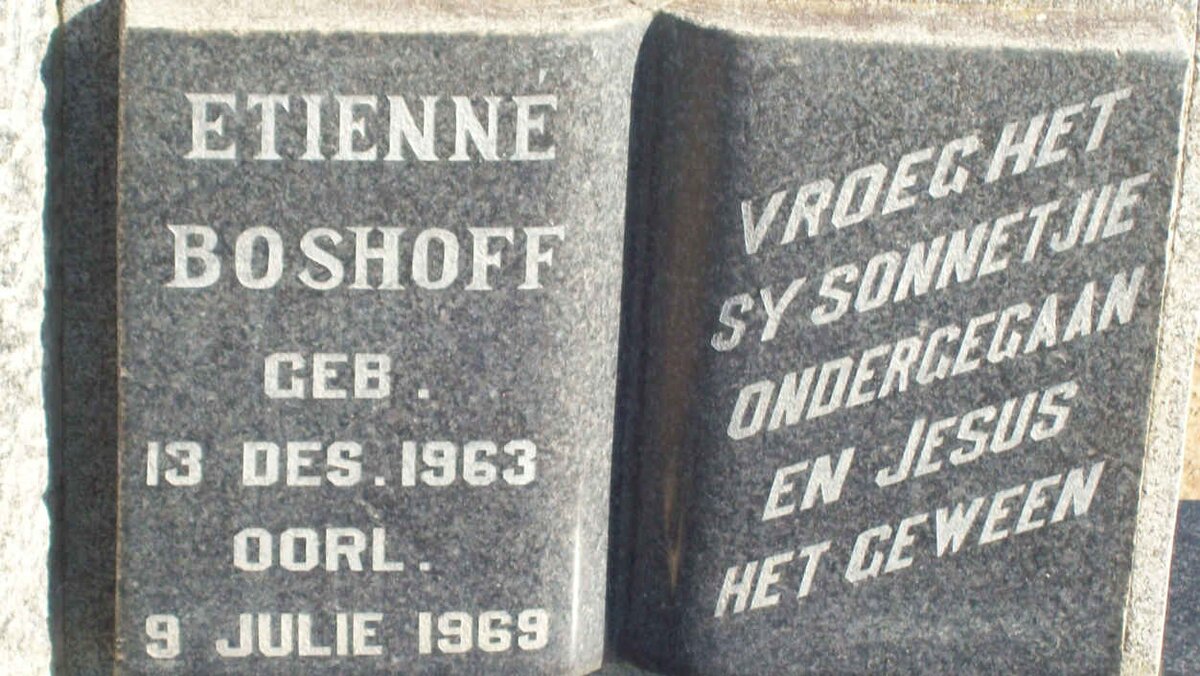 ETIENNÉ
BOSHOFF
GEB.
13 DES. 1963
OORL.
9 JULIE 1969
VROEG HET
SY SONNETJIE
ONDERGEGAAN
EN JESUS
HET GEWEEN